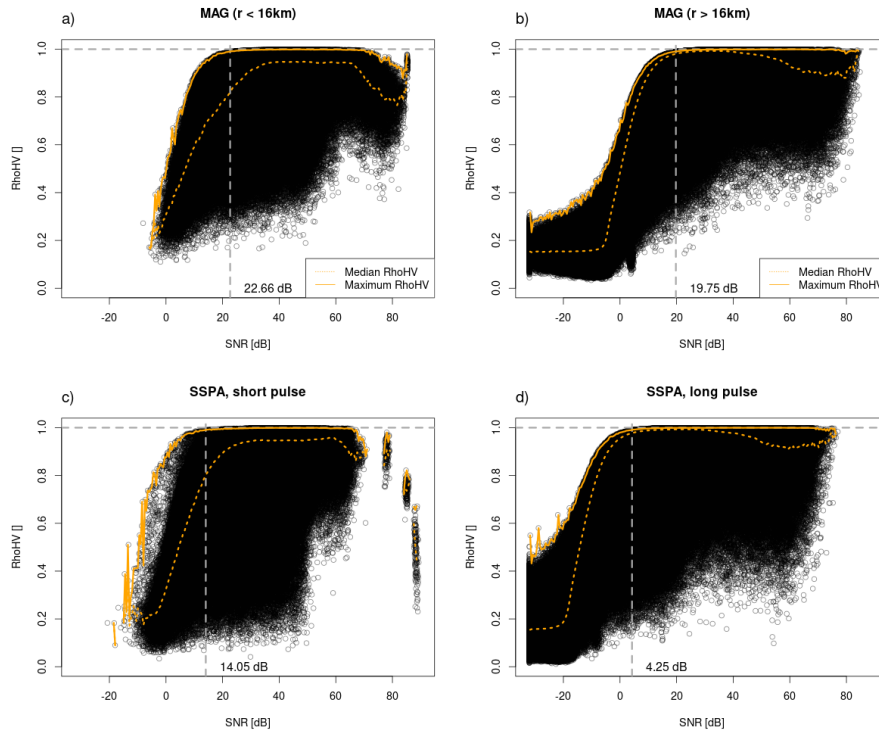 a)
MAG (r < 16km)
RhoHV []
1.0
0.8
0.6
0.4
0.2
0.0
22.66 dB
Median RhoHV
Maximum RhoHV
-20 0 20 40 60 80
SNR [dB]
b)
MAG (r > 16km)
RhoHV []
1.0
0.8
0.6
0.4
0.2
0.0
19.75 dB
Median RhoHV
Maximum RhoHV
-20 0 20 40 60 80
SNR [dB]
c)
SSPA, short pulse
RhoHV []
1.0
0.8
0.6
0.4
0.2
0.0
14.05 dB
-20 0 20 40 60 80
SNR [dB]
d)
SSPA, long pulse
RhoHV []
1.0
0.8
0.6
0.4
0.2
0.0
4.25 dB
-20 0 20 40 60 80
SNR [dB]